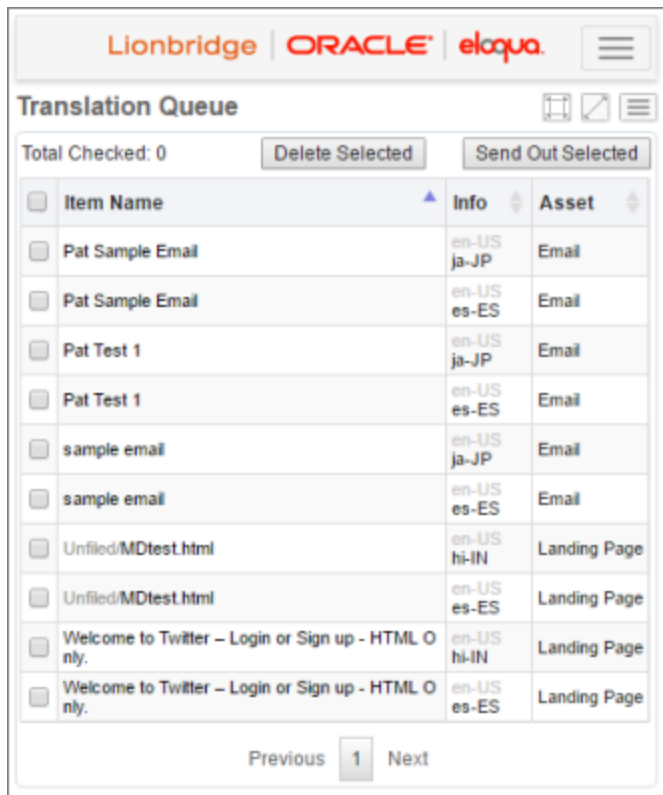 Lionbridge ORACLE eloqua.
Translation Queue
Total Checked: 0 Delete Selected Send Out Selected
Item Name Info Asset
Pat Sample Email en-US ja-JP Email
Pat Sample Email en-US es-ES Email
Pat Test 1 en-US ja-JP Email
Pat Test 1 en-US es-ES Email
sample email en-US ja-JP Email
sample email en-US es-ES Email
Unfiled/MDtest.html en-US hi-IN Landing Page
Unfiled/MDtest.html en-US es-ES Landing Page
Welcome to Twitter – Login or Sign up - HTML O
nly. en-US hi-IN Landing Page
Welcome to Twitter – Login or Sign up - HTML O
nly. en-US es-ES Landing Page
Previous 1 Next